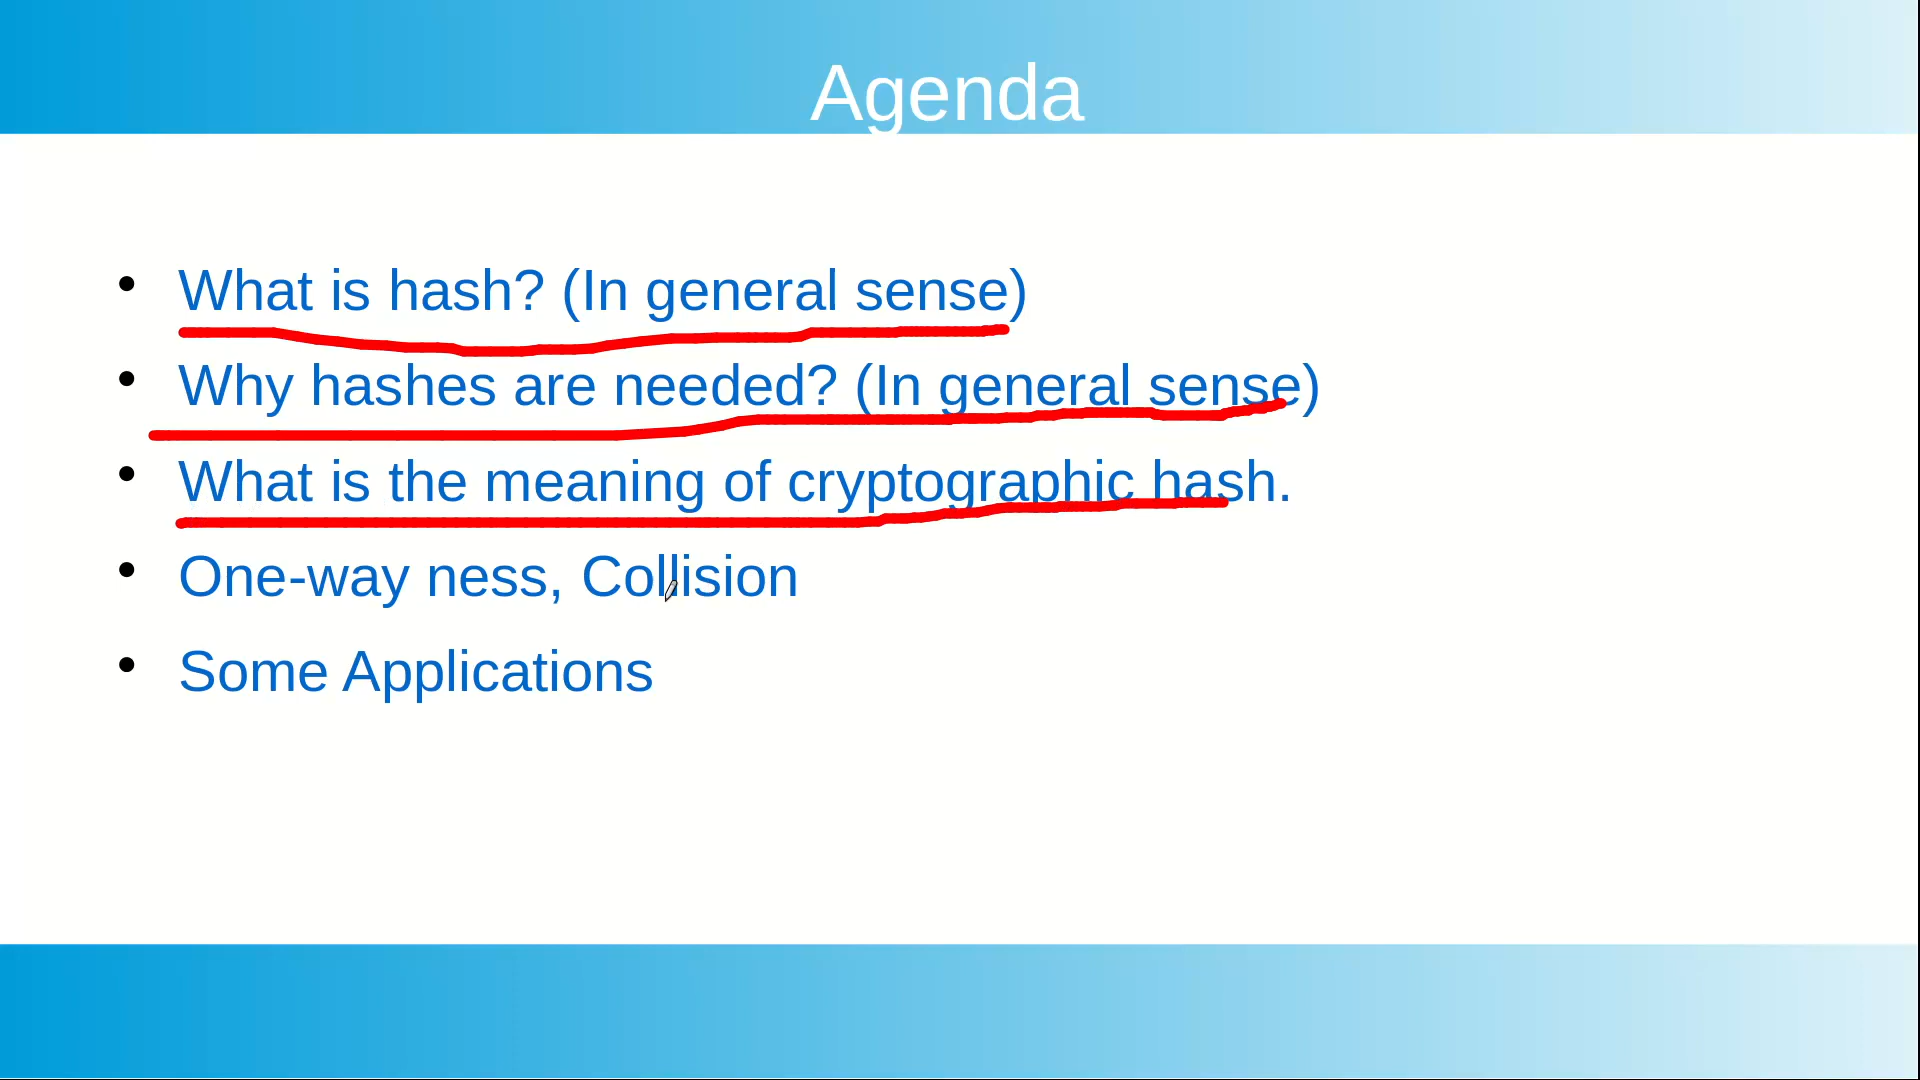 Agenda
• What is hash? (In general sense)
• Why hashes are needed? (In general sense)
• What is the meaning of cryptographic hash.
• One-way ness, Collision
• Some Applications